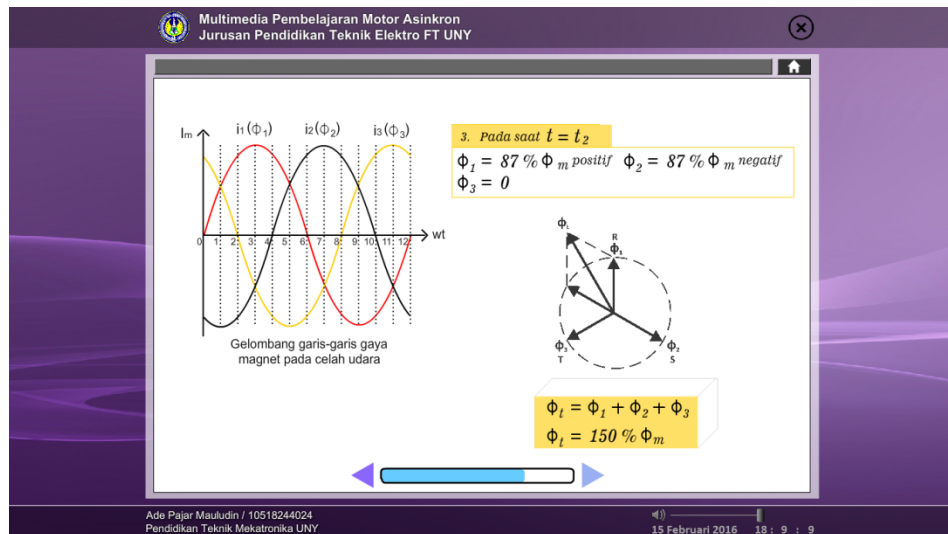 Multimedia Pembelajaran Motor Asinkron
Jurusan Pendidikan Teknik Elektro FT UNY
Im i1(Φ1) i2(Φ2) i3(Φ3)
0 1 2 3 4 5 6 7 8 9 10 11 12 wt
Gelombang garis-garis gaya
magnet pada celah udara
3. Pada saat t = t2
Φ1 = 87 % Φ m positif Φ2 = 87 % Φ m negatif
Φ3 = 0
R
Φ1
Φ3
T
Φ2
S
Φt = Φ1 + Φ2 + Φ3
Φt = 150 % Φm
Ade Pajar Mauludin / 10518244024
Pendidikan Teknik Mekatronika UNY
15 Februari 2016 18 : 9 : 9